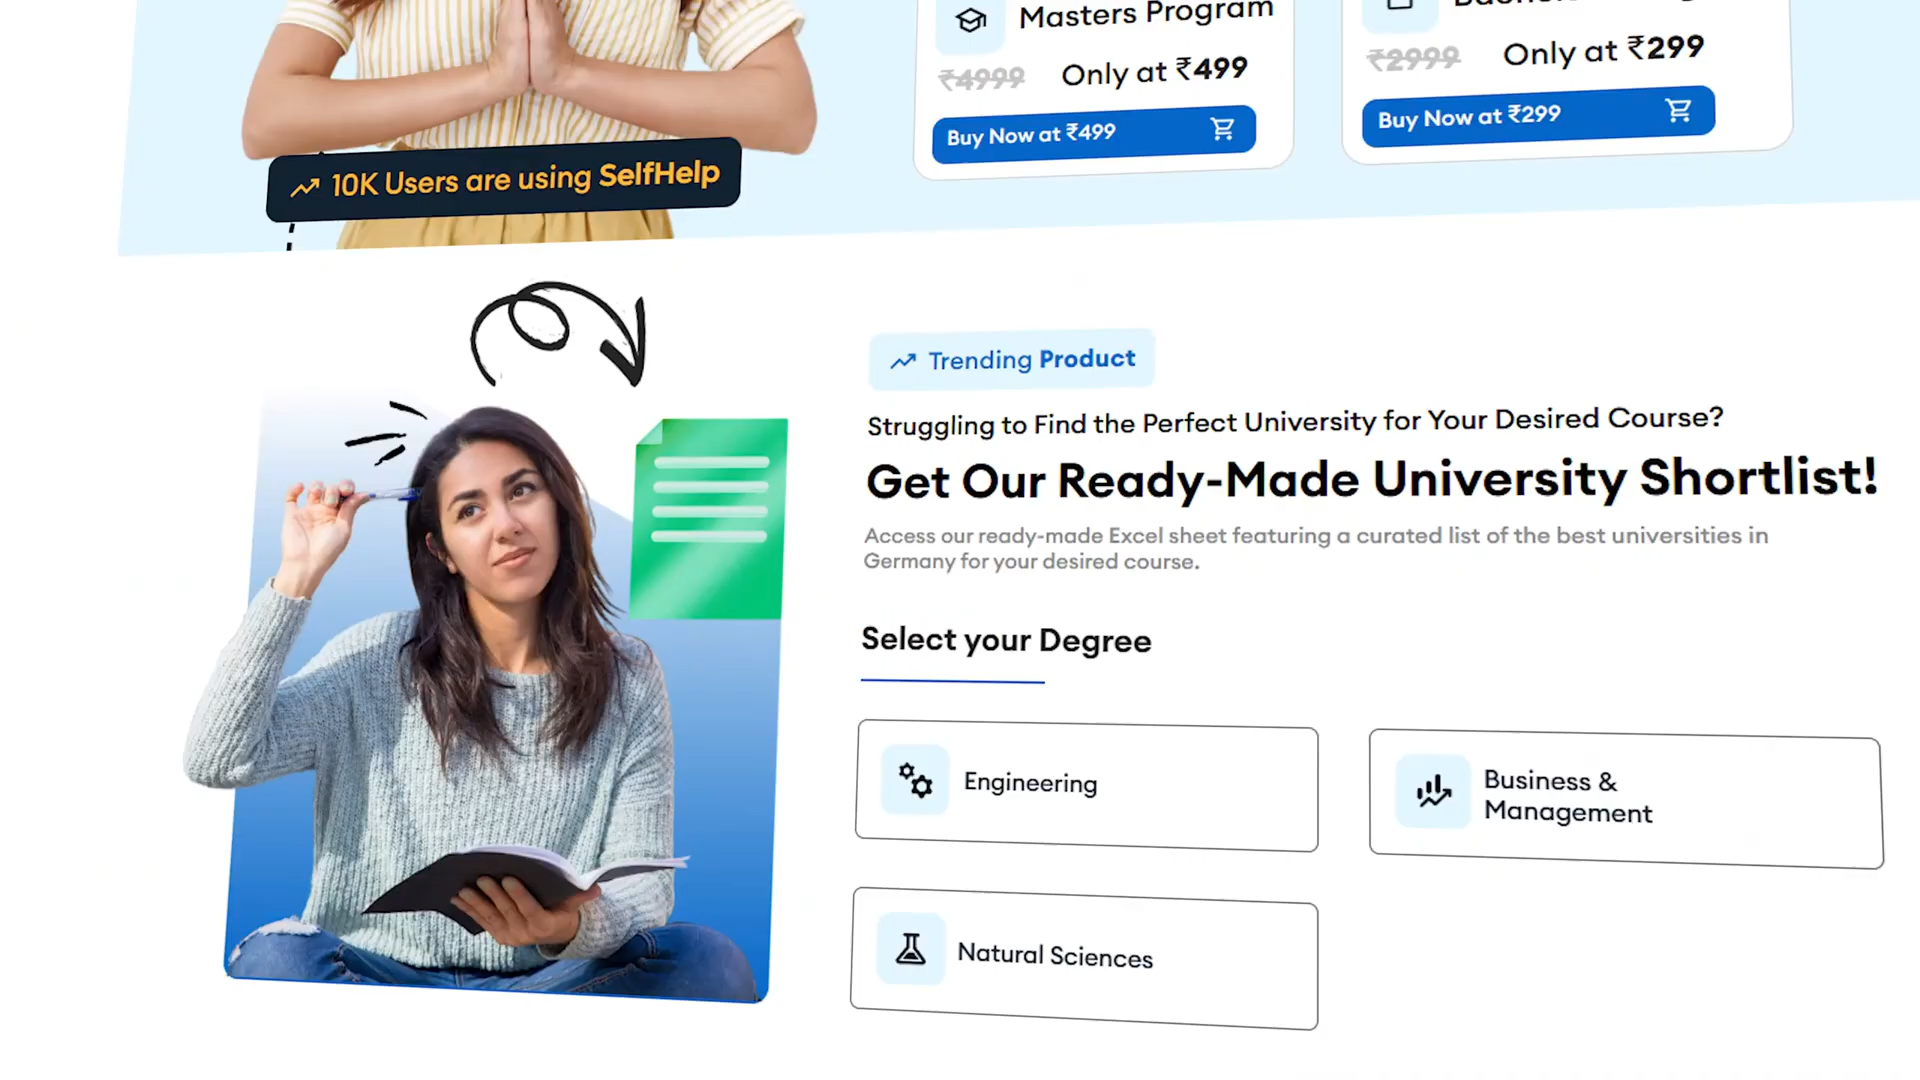 Masters Program
₹4999 Only at ₹499
Buy Now at ₹499
₹2999 Only at ₹299
Buy Now at ₹299
10K Users are using SelfHelp
Trending Product
Struggling to Find the Perfect University for Your Desired Course?
Get Our Ready-Made University Shortlist!
Access our ready-made Excel sheet featuring a curated list of the best universities in
Germany for your desired course.
Select your Degree
Engineering
Business &
Management
Natural Sciences